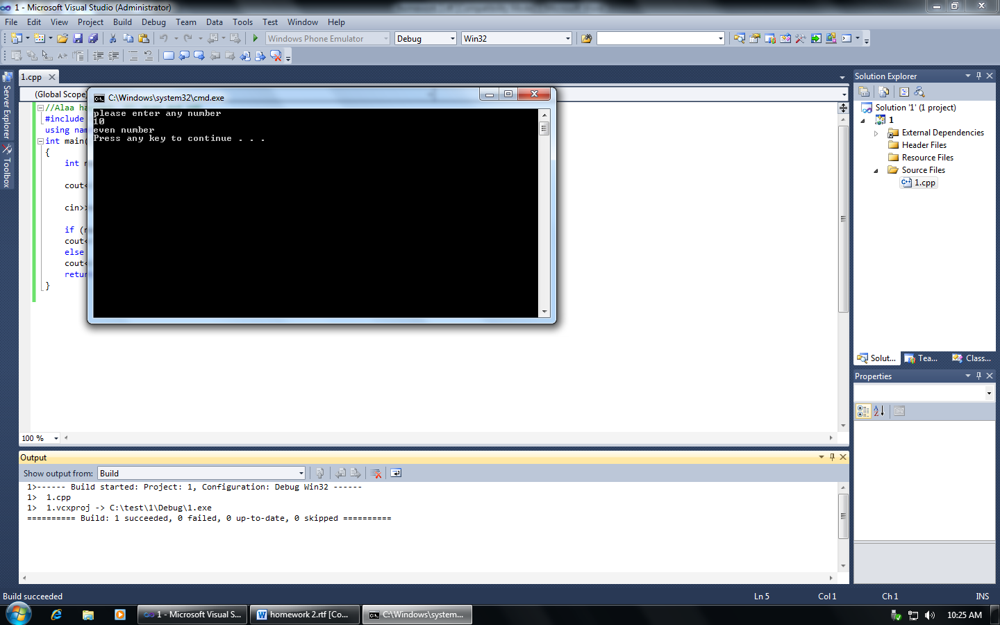 1 - Microsoft Visual Studio (Administrator)
File Edit View Project Build Debug Team Data Tools Test Window Help
Windows Phone Emulator Debug Win32
1.cpp
(Global Scope)
Server Explorer
Toolbox
//Alaa ha
#include
using nam
int main(
{
int n
cout<
cin>>
if (n
cout<
else
cout<
return
}
C:\Windows\system32\cmd.exe
please enter any number
10
even number
Press any key to continue . . .
100 %
Solution Explorer
Solution '1' (1 project)
1
External Dependencies
Header Files
Resource Files
Source Files
1.cpp
Solut... Tea... Class...
Properties
Output
Show output from: Build
1>------ Build started: Project: 1, Configuration: Debug Win32 ------
1>  1.cpp
1>  1.vcxproj -> C:\test\1\Debug\1.exe
========== Build: 1 succeeded, 0 failed, 0 up-to-date, 0 skipped ==========
Build succeeded Ln 5 Col 1 Ch 1 INS
1 - Microsoft Visual S... homework 2.rtf [Co... C:\Windows\system... 10:25 AM